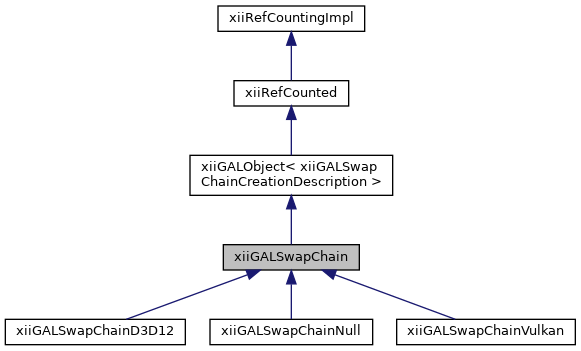 xiiRefCountingImpl
xiiRefCounted
xiiGALObject< xiiGALSwap
ChainCreationDescription >
xiiGALSwapChain
xiiGALSwapChainD3D12
xiiGALSwapChainNull
xiiGALSwapChainVulkan